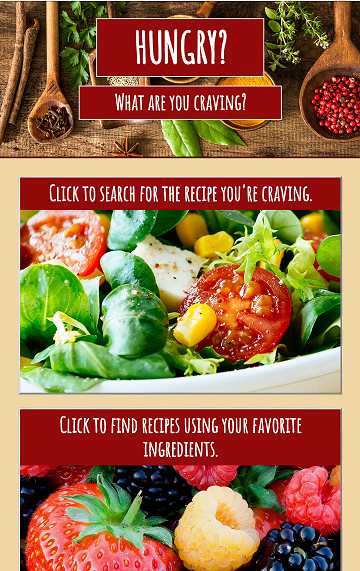 HUNGRY?
WHAT ARE YOU CRAVING?
CLICK TO SEARCH FOR THE RECIPE YOU'RE CRAVING.
CLICK TO FIND RECIPES USING YOUR FAVORITE
INGREDIENTS.